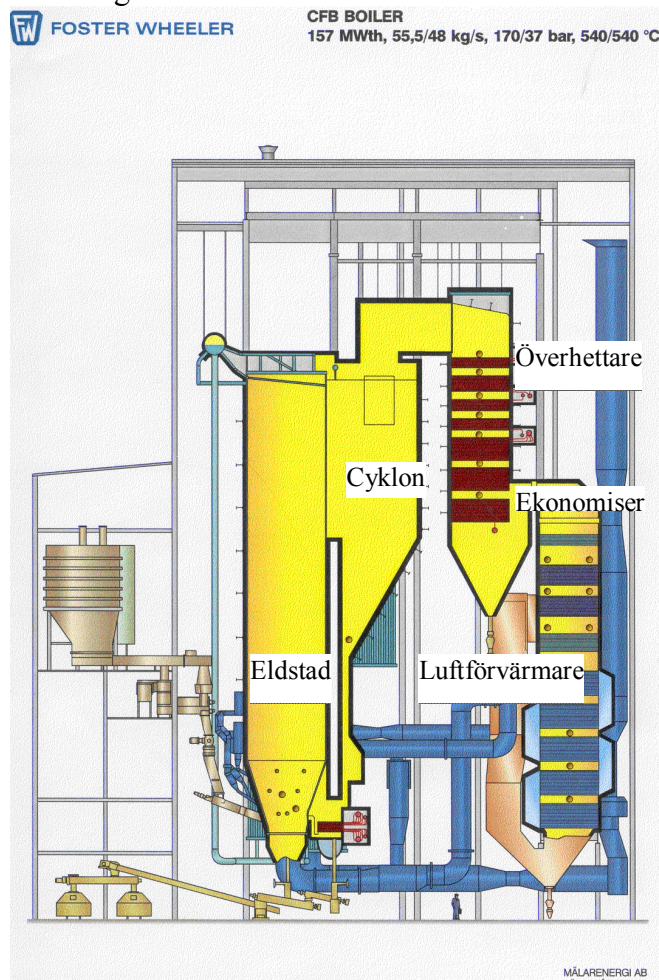 FW FOSTER WHEELER
CFB BOILER
157 MWth, 55,5/48 kg/s, 170/37 bar, 540/540 °C
Överhettare
Cyklon
Ekonomiser
Eldstad
Luftförvärmare
MÄLARENERGI AB